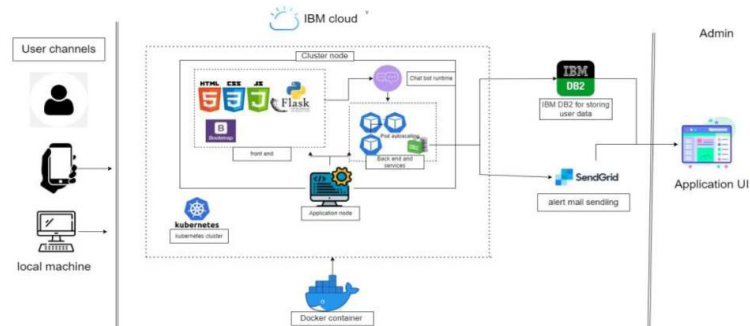 IBM cloud
User channels
Admin
Cluster node
HTML CSS JS
Flask
B
Bootstrap
front end
Chat bot runtime
Pod autoscaling
Back end and
services
Application node
kubernetes
kubernetes cluster
IBM
DB2
IBM DB2 for storing
user data
SendGrid
alert mail sendiing
Application UI
local machine
Docker container